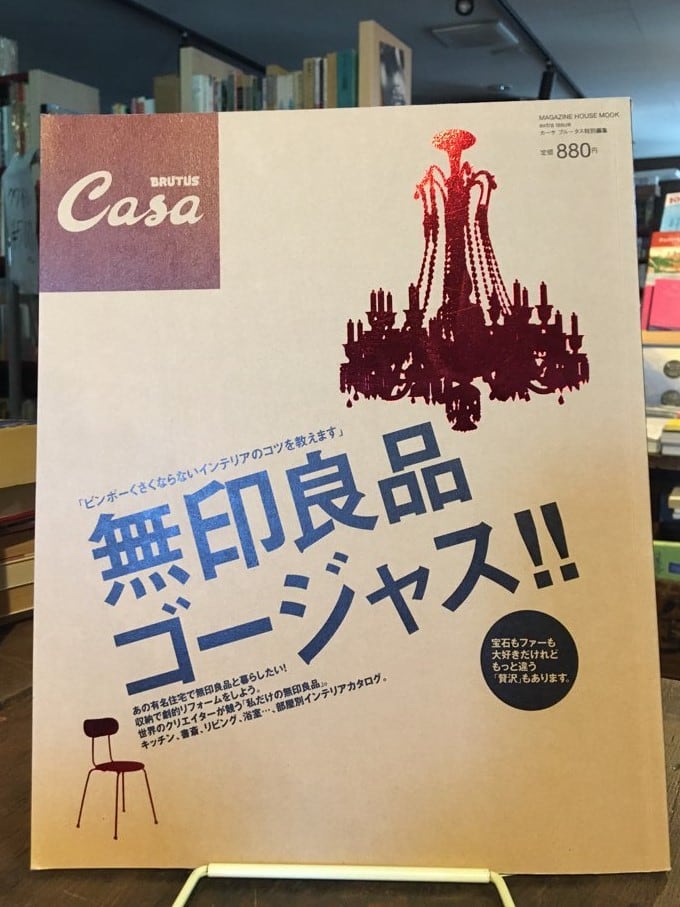 MAGAZINE HOUSE MOOK
extra issue
カーサ ブルータス特別編集
定価 880円
BRUTUS
Casa
「ビンボーくさくならないインテリアのコツを教えます」
無印良品
ゴージャス!!
宝石もファーも
大好きだけれど
もっと違う
「贅沢」もあります。
あの有名住宅で無印良品と暮らしたい!
収納で劇的リフォームをしよう。
世界のクリエイターが競う「私だけの無印良品」。
キッチン、書斎、リビング、浴室…、部屋別インテリアカタログ。